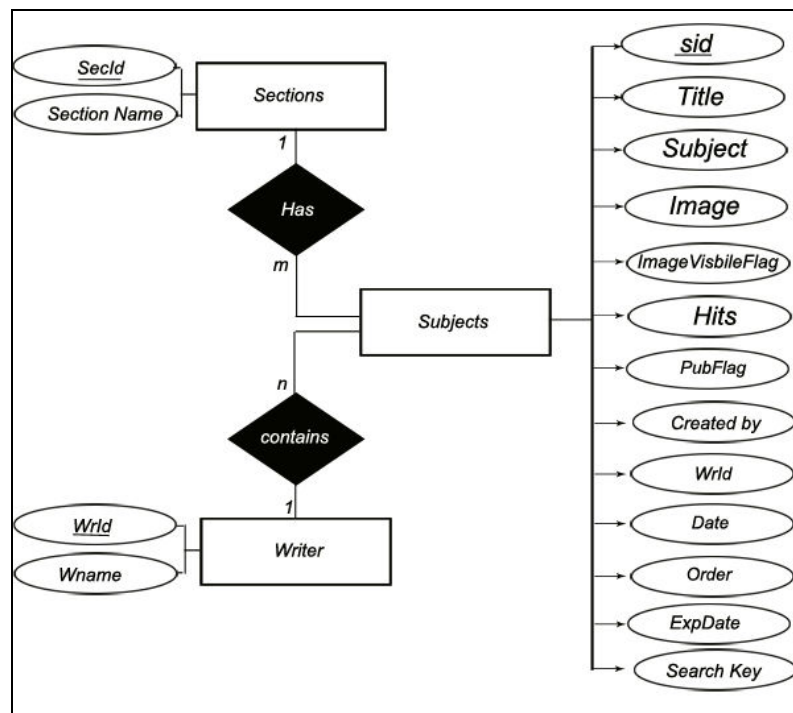 SecId
Section Name
Sections
1
Has
m
Subjects
n
contains
1
WrId
Wname
Writer
sid
Title
Subject
Image
ImageVisbileFlag
Hits
PubFlag
Created by
WrId
Date
Order
ExpDate
Search Key